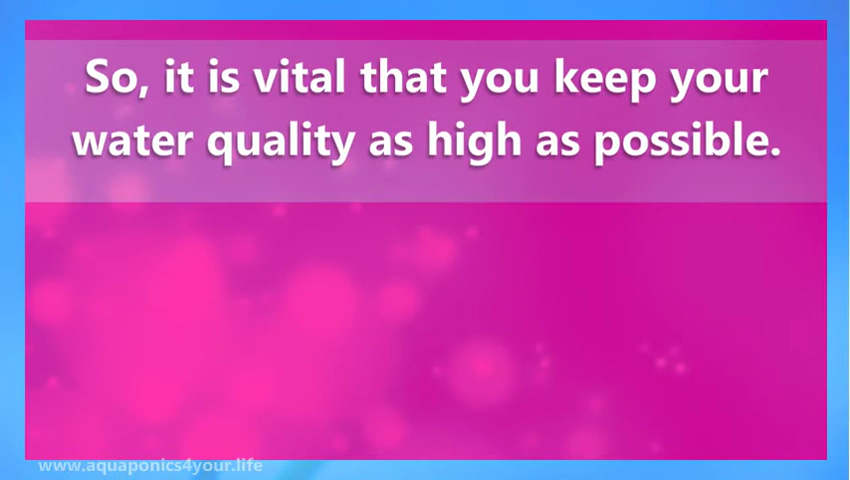 So, it is vital that you keep your
water quality as high as possible.
www.aquaponics4your.life